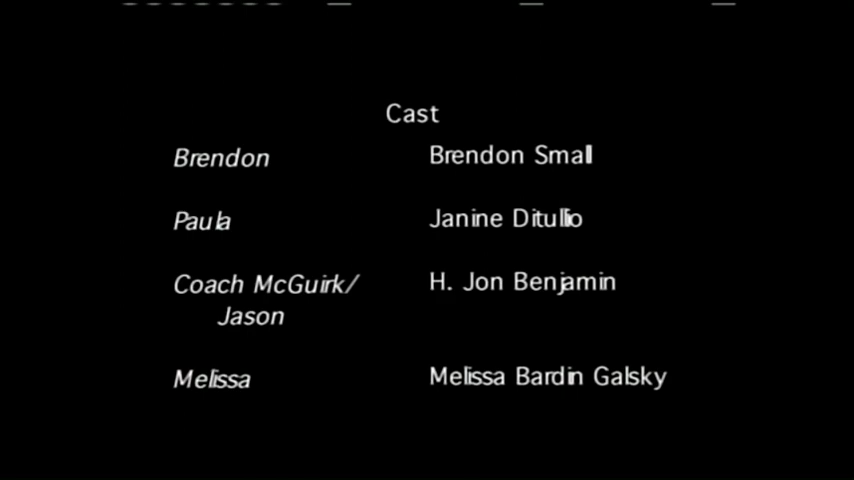 Cast
Brendon Brendon Small
Paula Janine Ditullio
Coach McGuirk/ H. Jon Benjamin
Jason
Melissa Melissa Bardin Galsky